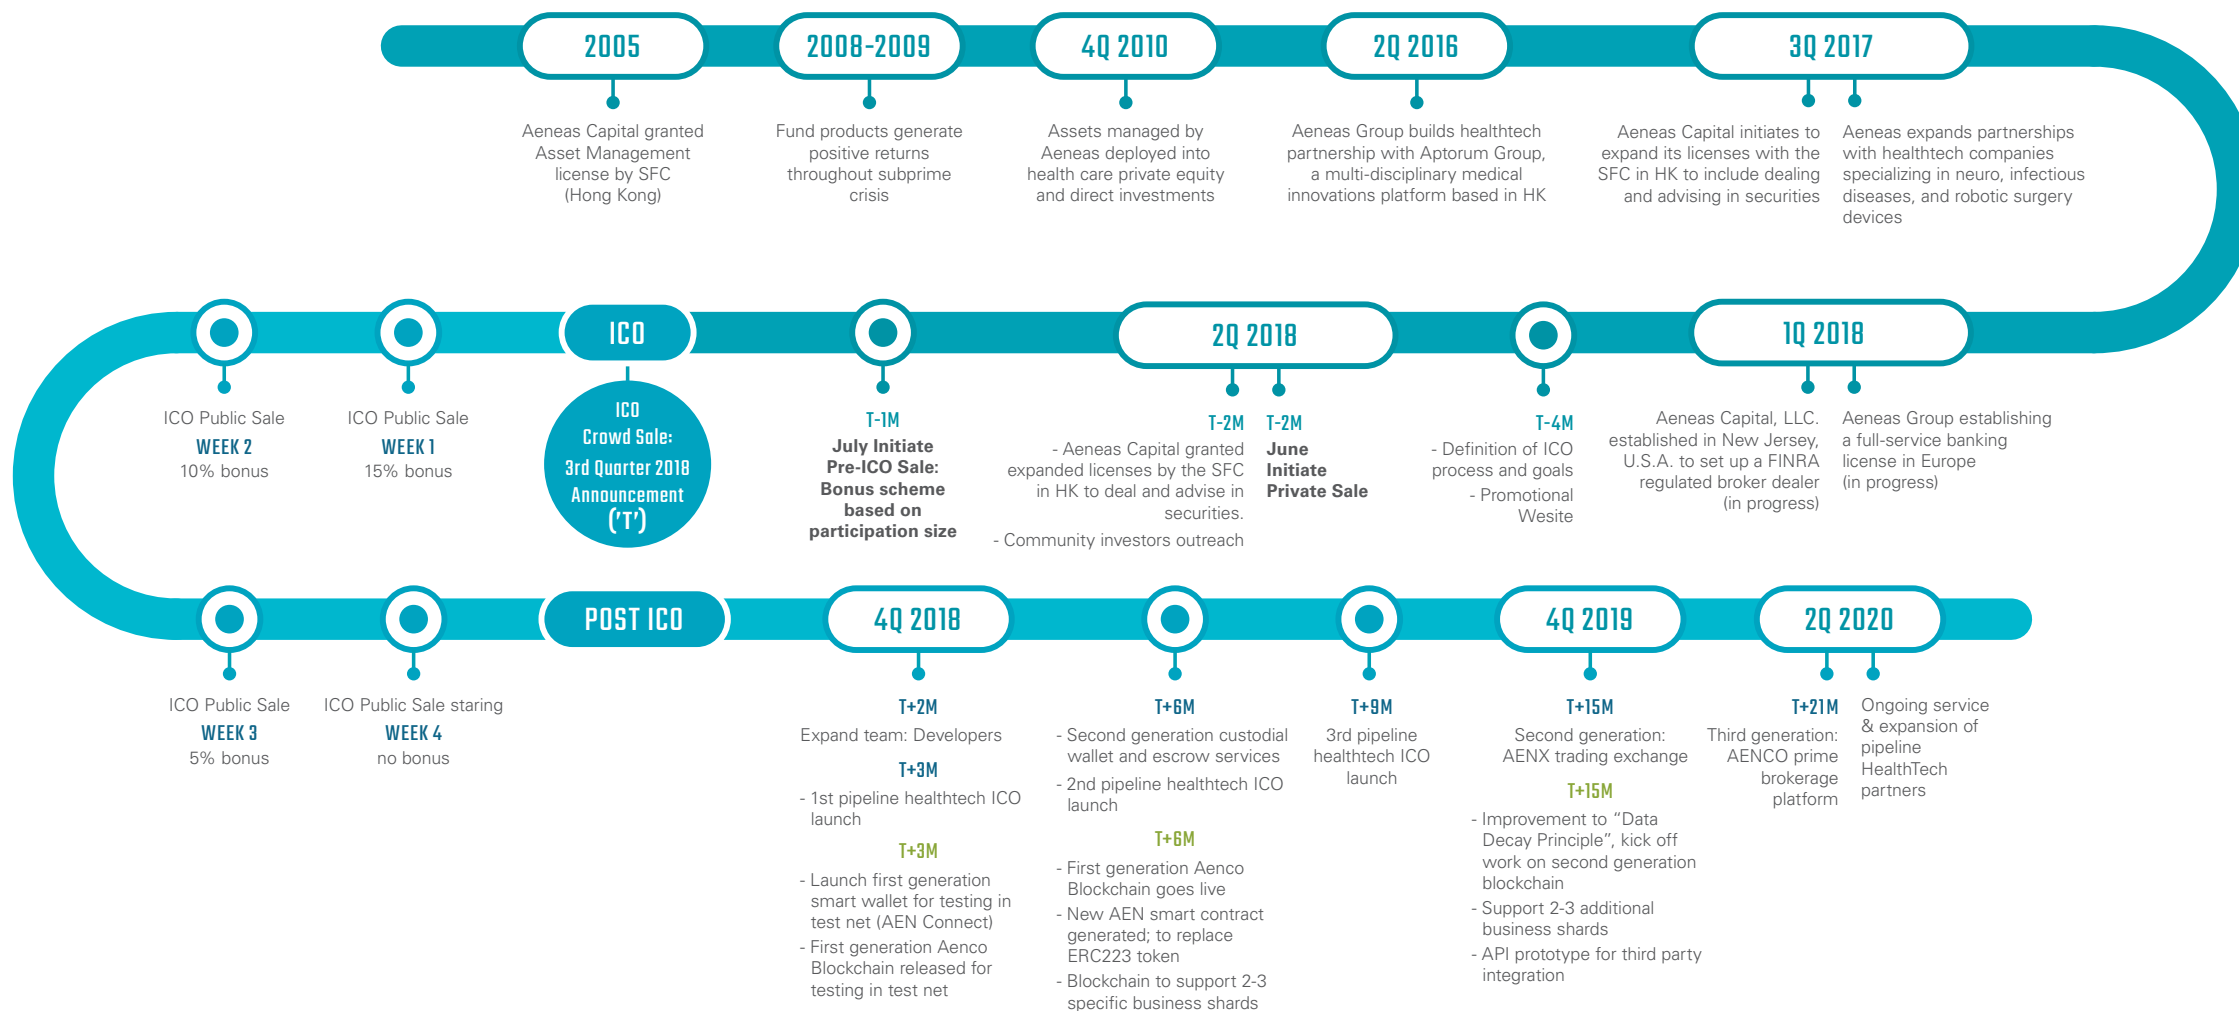 2005
Aeneas Capital granted
Asset Management
license by SFC
(Hong Kong)
2008-2009
Fund products generate
positive returns
throughout subprime
crisis
4Q 2010
Assets managed by
Aeneas deployed into
health care private equity
and direct investments
2Q 2016
Aeneas Group builds healthtech
partnership with Aptorum Group,
a multi-disciplinary medical
innovations platform based in HK
3Q 2017
Aeneas Capital initiates to
expand its licenses with the
SFC in HK to include dealing
and advising in securities
Aeneas expands partnerships
with healthtech companies
specializing in neuro, infectious
diseases, and robotic surgery
devices
1Q 2018
Aeneas Capital, LLC.
established in New Jersey,
U.S.A. to set up a FINRA
regulated broker dealer
(in progress)
Aeneas Group establishing
a full-service banking
license in Europe
(in progress)
T-4M
- Definition of ICO
process and goals
- Promotional
Wesite
2Q 2018
T-2M
- Aeneas Capital granted
expanded licenses by the SFC
in HK to deal and advise in
securities.
- Community investors outreach
T-2M
June
Initiate
Private Sale
T-1M
July Initiate
Pre-ICO Sale:
Bonus scheme
based on
participation size
ICO
ICO
Crowd Sale:
3rd Quarter 2018
Announcement
('T')
ICO Public Sale
WEEK 1
15% bonus
ICO Public Sale
WEEK 2
10% bonus
ICO Public Sale
WEEK 3
5% bonus
ICO Public Sale staring
WEEK 4
no bonus
POST ICO
4Q 2018
T+2M
Expand team: Developers
T+3M
- 1st pipeline healthtech ICO
launch
T+3M
- Launch first generation
smart wallet for testing in
test net (AEN Connect)
- First generation Aenco
Blockchain released for
testing in test net
T+6M
- Second generation custodial
wallet and escrow services
- 2nd pipeline healthtech ICO
launch
T+6M
- First generation Aenco
Blockchain goes live
- New AEN smart contract
generated; to replace
ERC223 token
- Blockchain to support 2-3
specific business shards
T+9M
3rd pipeline
healthtech ICO
launch
4Q 2019
T+15M
Second generation:
AENX trading exchange
T+15M
- Improvement to “Data
Decay Principle”, kick off
work on second generation
blockchain
- Support 2-3 additional
business shards
- API prototype for third party
integration
2Q 2020
T+21M
Third generation:
AENCO prime
brokerage
platform
Ongoing service
& expansion of
pipeline
HealthTech
partners